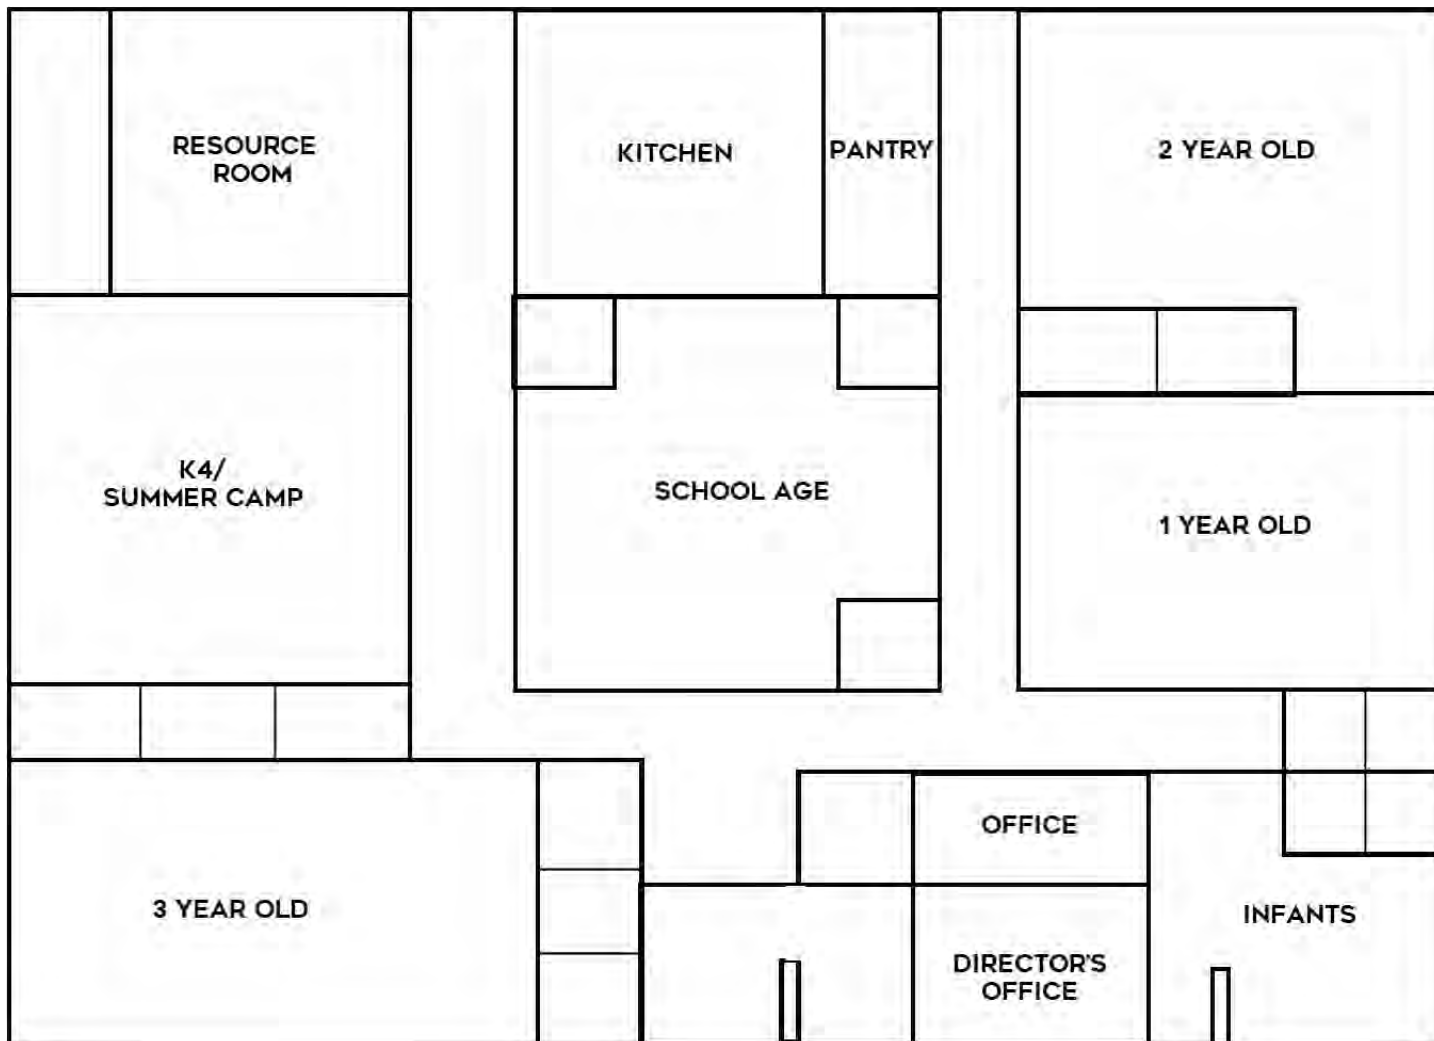 RESOURCE
ROOM
KITCHEN
PANTRY
2 YEAR OLD
K4/
SUMMER CAMP
SCHOOL AGE
1 YEAR OLD
OFFICE
3 YEAR OLD
INFANTS
DIRECTOR'S
OFFICE